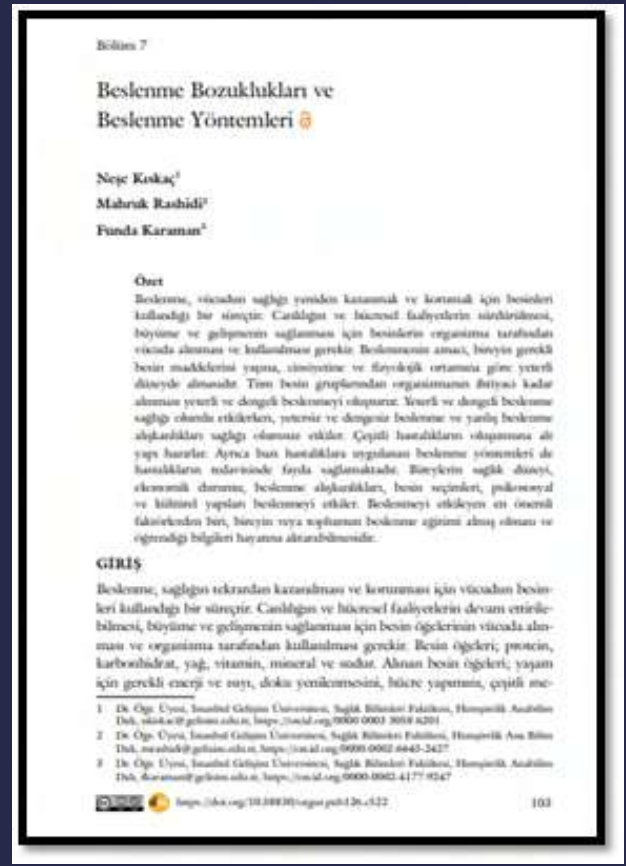 Bölüm 7
Beslenme Bozuklukları ve
Beslenme Yöntemleri
Neşe Kıskaç¹
Mahruk Rashidi²
Funda Karaman³
Özet
Beslenme, vücudun sağlığı yeniden kazanmak ve korumak için besinleri
kullandığı bir süreçtir. Canlılığın ve hücresel faaliyetlerin sürdürülmesi,
büyüme ve gelişmenin sağlanması için besinlerin organizma tarafından
vücuda alınması ve kullanılması gerekir. Beslenmenin amacı, bireyin gerekli
besin maddelerini yaşına, cinsiyetine ve fizyolojik ortamına göre yeterli
düzeyde almasıdır. Tüm besin gruplarından organizmanın ihtiyacı kadar
alınması yeterli ve dengeli beslenmeyi oluşturur. Yeterli ve dengeli beslenme
sağlığı olumlu etkilerken, yetersiz ve dengesiz beslenme ve yanlış beslenme
alışkanlıkları sağlığı olumsuz etkiler. Çeşitli hastalıkların oluşumuna alt
yapı hazırlar. Ayrıca bazı hastalıklara uygulanan beslenme yöntemleri de
hastalıkların tedavisinde fayda sağlamaktadır. Bireylerin sağlık düzeyi,
ekonomik durumu, beslenme alışkanlıkları, besin seçimleri, psikososyal
ve kültürel yapıları beslenmeyi etkiler. Beslenmeyi etkileyen en önemli
faktörlerden biri, bireyin veya toplumun beslenme eğitimi almış olması ve
öğrendiği bilgileri hayatına aktarabilmesidir.
GİRİŞ
Beslenme, sağlığın tekrardan kazanılması ve korunması için vücudun besin-
leri kullandığı bir süreçtir. Canlılığın ve hücresel faaliyetlerin devam ettirile-
bilmesi, büyüme ve gelişmenin sağlanması için besin öğelerinin vücuda alın-
ması ve organizma tarafından kullanılması gerekir. Besin öğeleri; protein,
karbonhidrat, yağ, vitamin, mineral ve sudur. Alınan besin öğeleri; yaşam
için gerekli enerji ve ısıyı, doku yenilenmesini, hücre yapımını, çeşitli me-
1 Dr. Öğr. Üyesi, İstanbul Gelişim Üniversitesi, Sağlık Bilimleri Fakültesi, Hemşirelik Anabilim
Dalı,
2 Dr. Öğr. Üyesi, İstanbul Gelişim Üniversitesi, Sağlık Bilimleri Fakültesi, Hemşirelik Ana Bilim
Dalı,
3 Dr. Öğr. Üyesi, İstanbul Gelişim Üniversitesi, Sağlık Bilimleri Fakültesi, Hemşirelik Anabilim
Dalı,
103